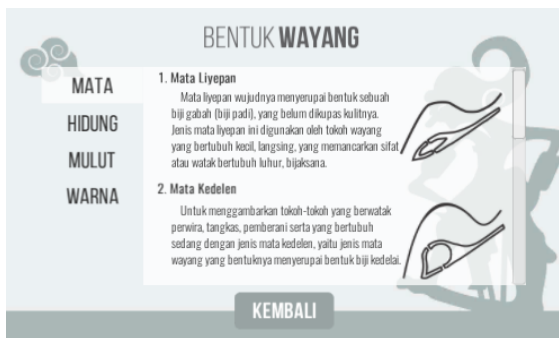 BENTUK WAYANG
MATA
HIDUNG
MULUT
WARNA
1. Mata Liyepan
Mata liyepan wujudnya menyerupai bentuk sebuah
biji gabah (biji padi), yang belum dikupas kulitnya.
Jenis mata liyepan ini digunakan oleh tokoh wayang
yang bertubuh kecil, langsing, yang memancarkan sifat
atau watak bertubuh luhur, bijaksana.
2. Mata Kedelen
Untuk menggambarkan tokoh-tokoh yang berwatak
perwira, tangkas, pemberani serta yang bertubuh
sedang dengan jenis mata kedelen, yaitu jenis mata
wayang yang bentuknya menyerupai bentuk biji kedelai.
KEMBALI